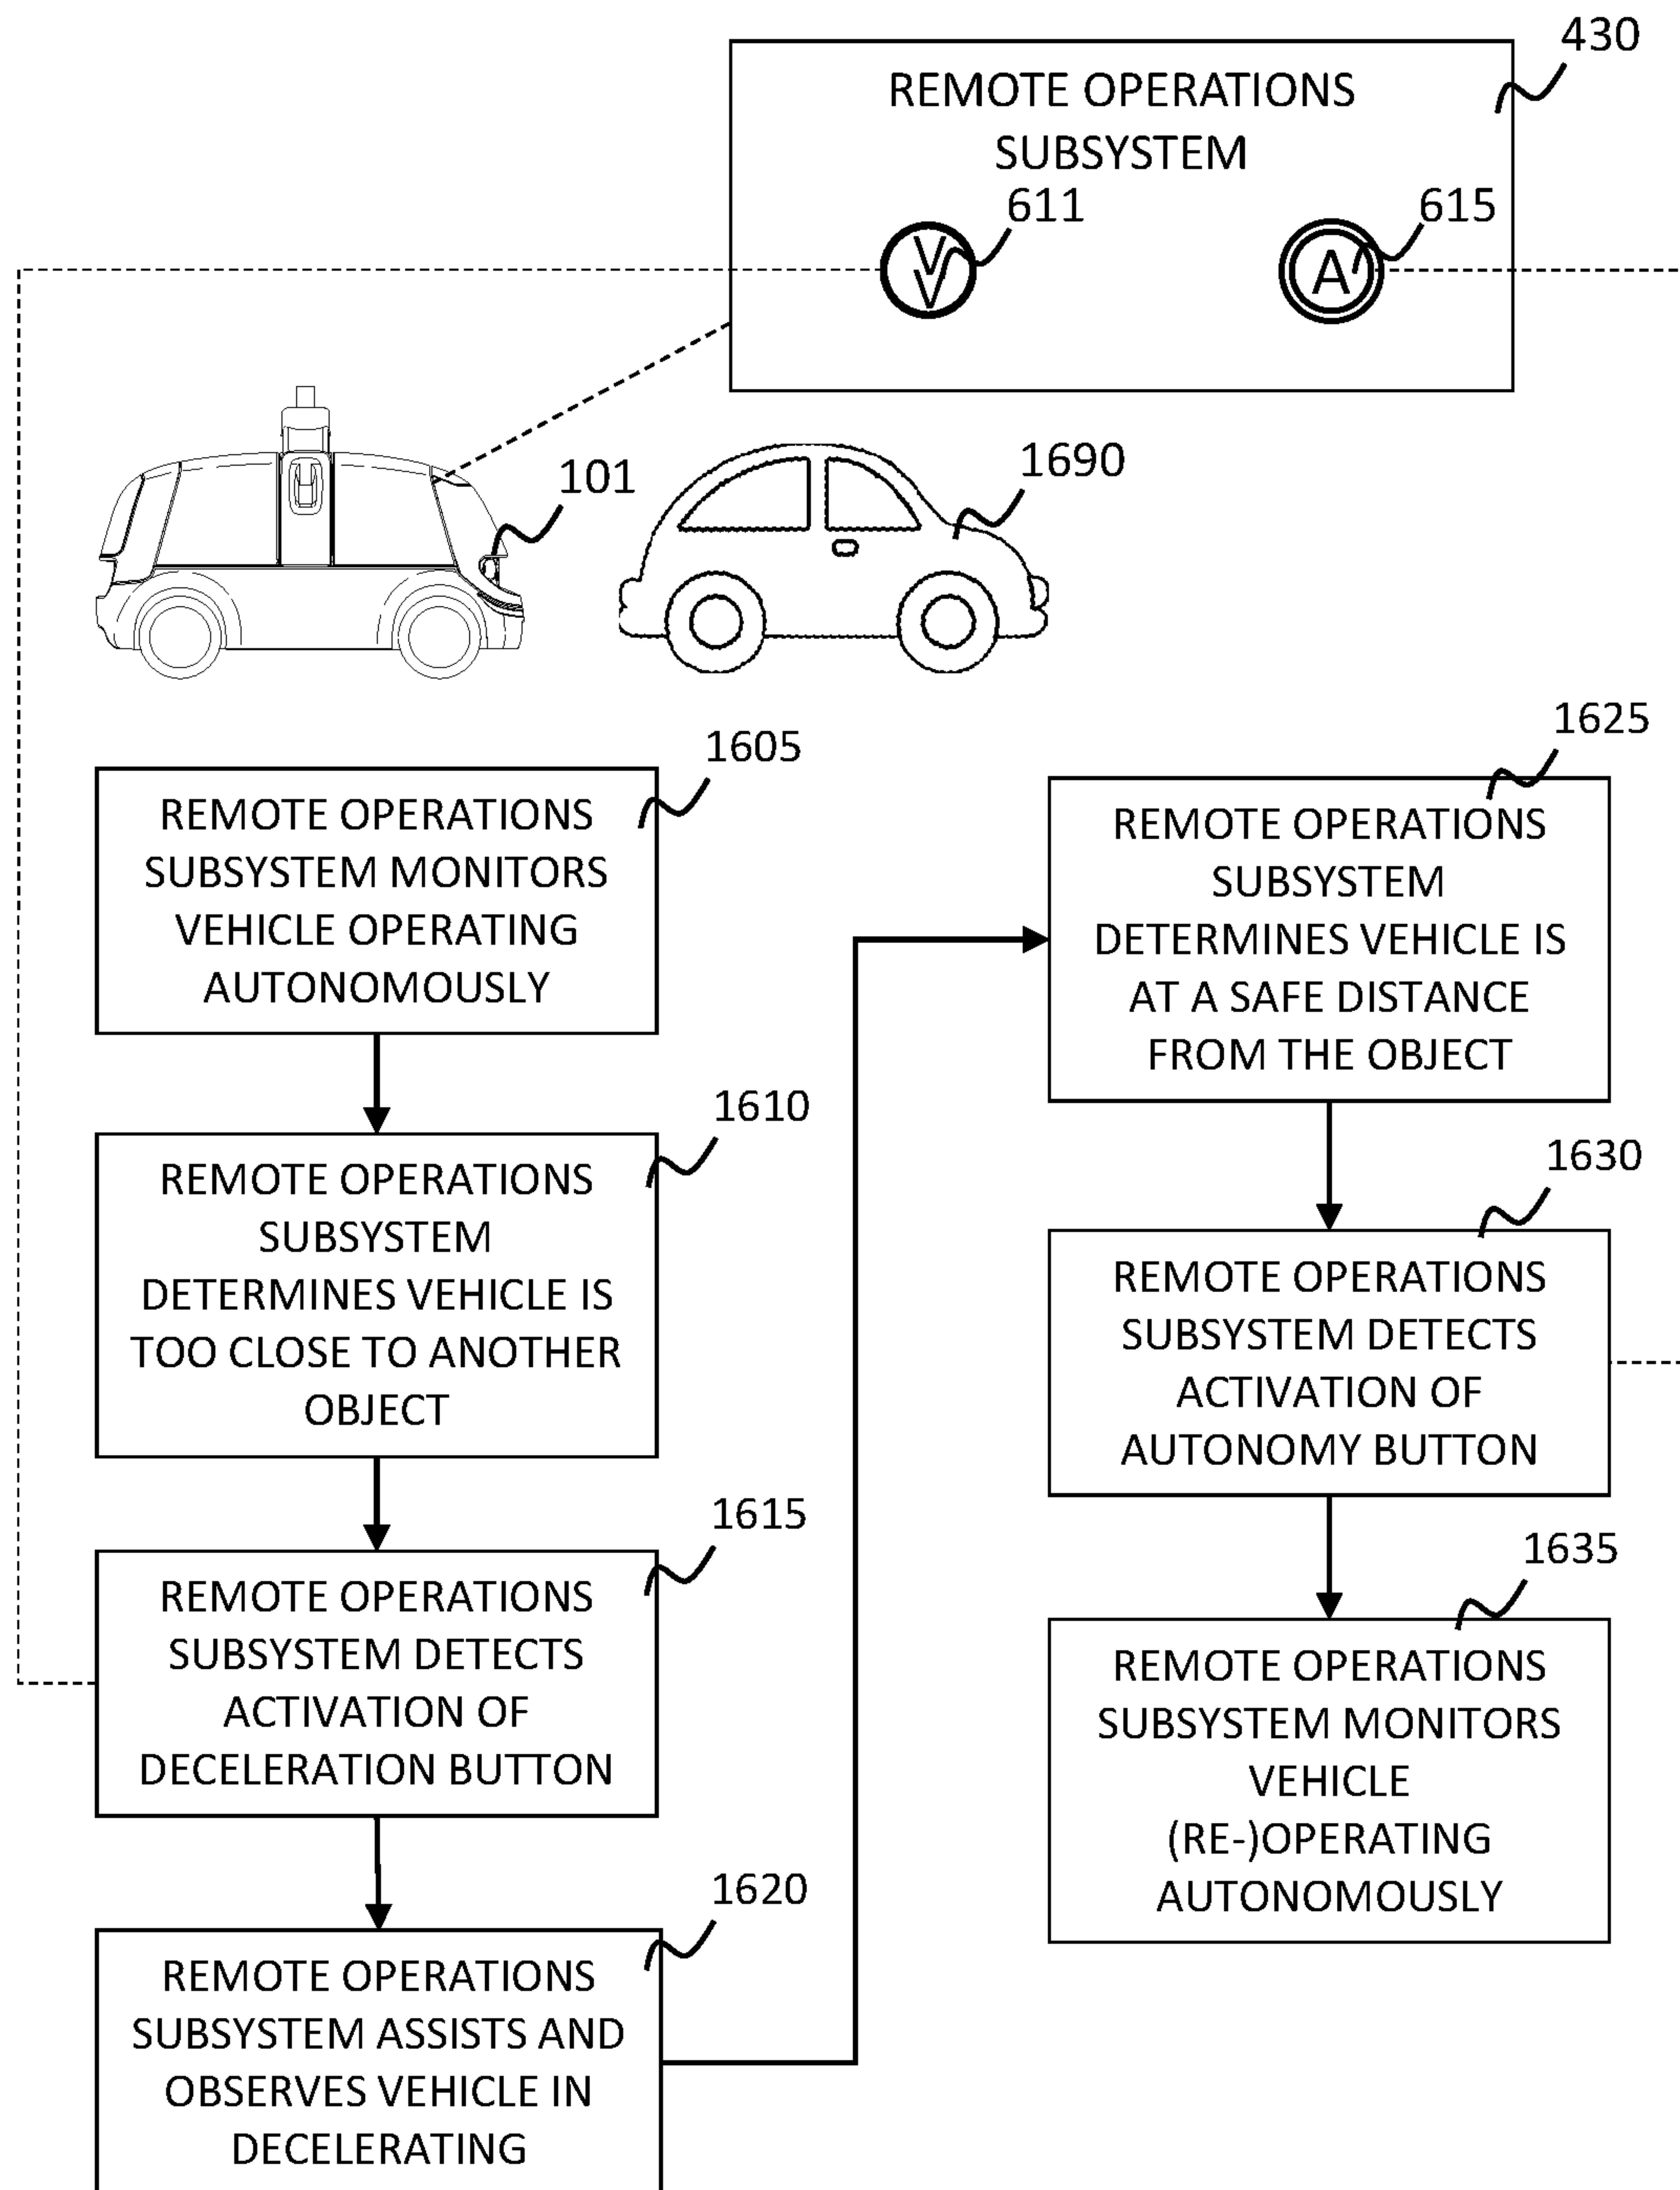 430
REMOTE OPERATIONS
SUBSYSTEM
611
615
V
V
A
101
1690
1605
REMOTE OPERATIONS
SUBSYSTEM MONITORS
VEHICLE OPERATING
AUTONOMOUSLY
1610
REMOTE OPERATIONS
SUBSYSTEM
DETERMINES VEHICLE IS
TOO CLOSE TO ANOTHER
OBJECT
1615
REMOTE OPERATIONS
SUBSYSTEM DETECTS
ACTIVATION OF
DECELERATION BUTTON
1620
REMOTE OPERATIONS
SUBSYSTEM ASSISTS AND
OBSERVES VEHICLE IN
DECELERATING
1625
REMOTE OPERATIONS
SUBSYSTEM
DETERMINES VEHICLE IS
AT A SAFE DISTANCE
FROM THE OBJECT
1630
REMOTE OPERATIONS
SUBSYSTEM DETECTS
ACTIVATION OF
AUTONOMY BUTTON
1635
REMOTE OPERATIONS
SUBSYSTEM MONITORS
VEHICLE
(RE-)OPERATING
AUTONOMOUSLY